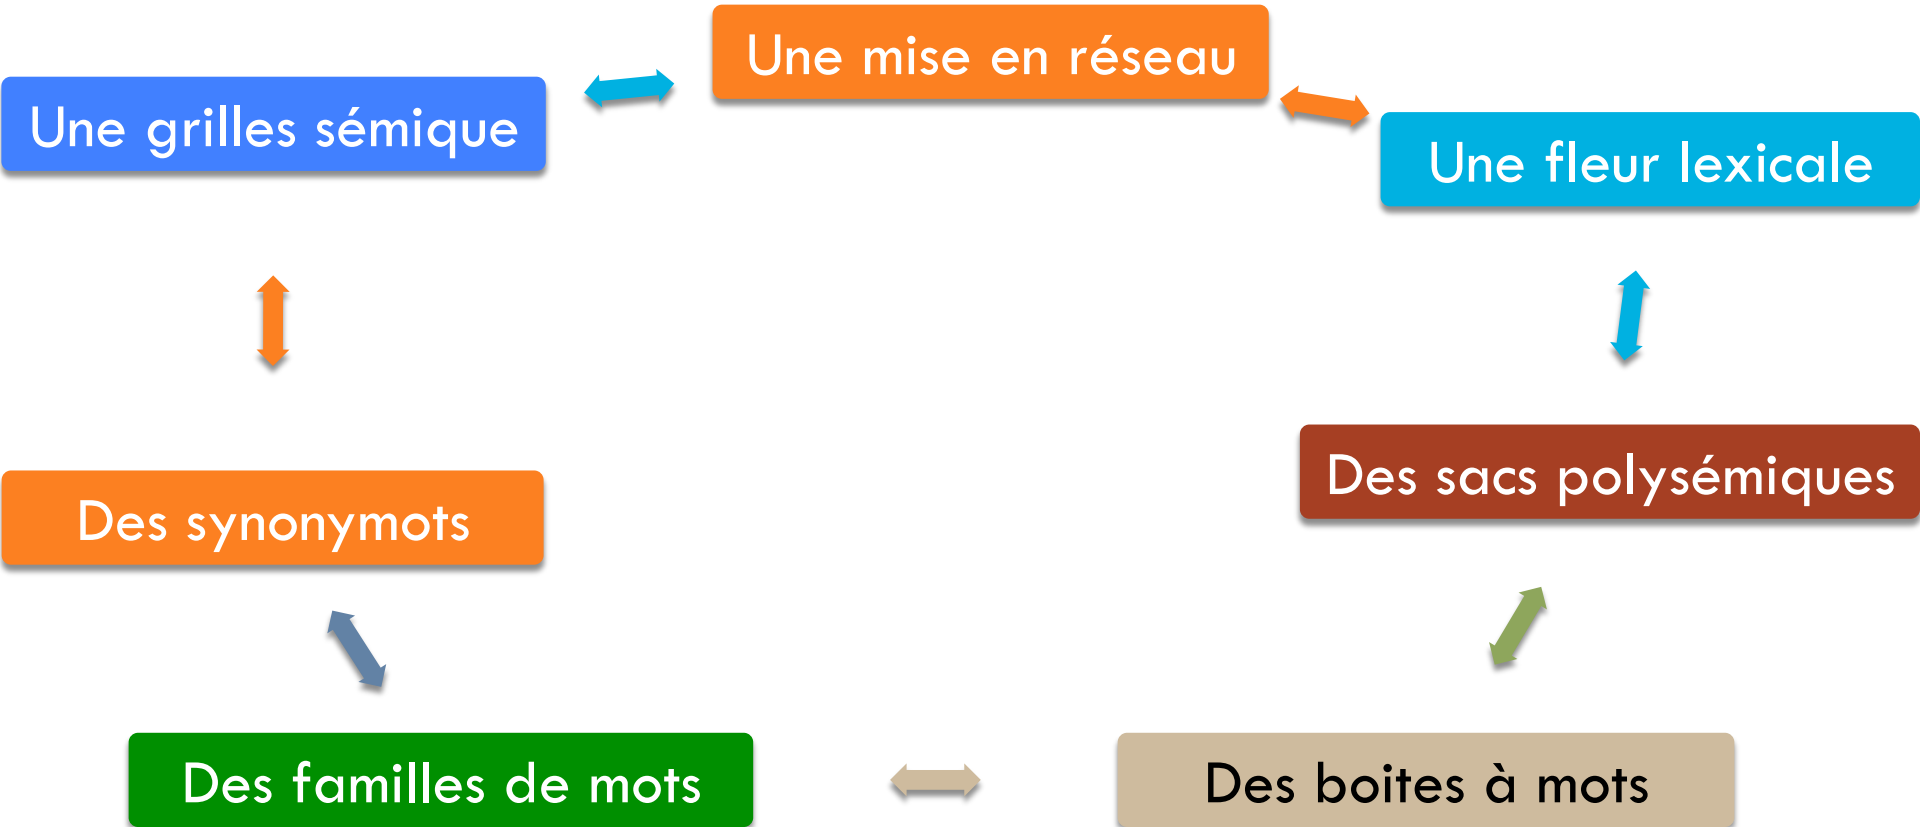 Une mise en réseau
Une grilles sémique
Une fleur lexicale
Des sacs polysémiques
Des synonymots
Des familles de mots
Des boites à mots